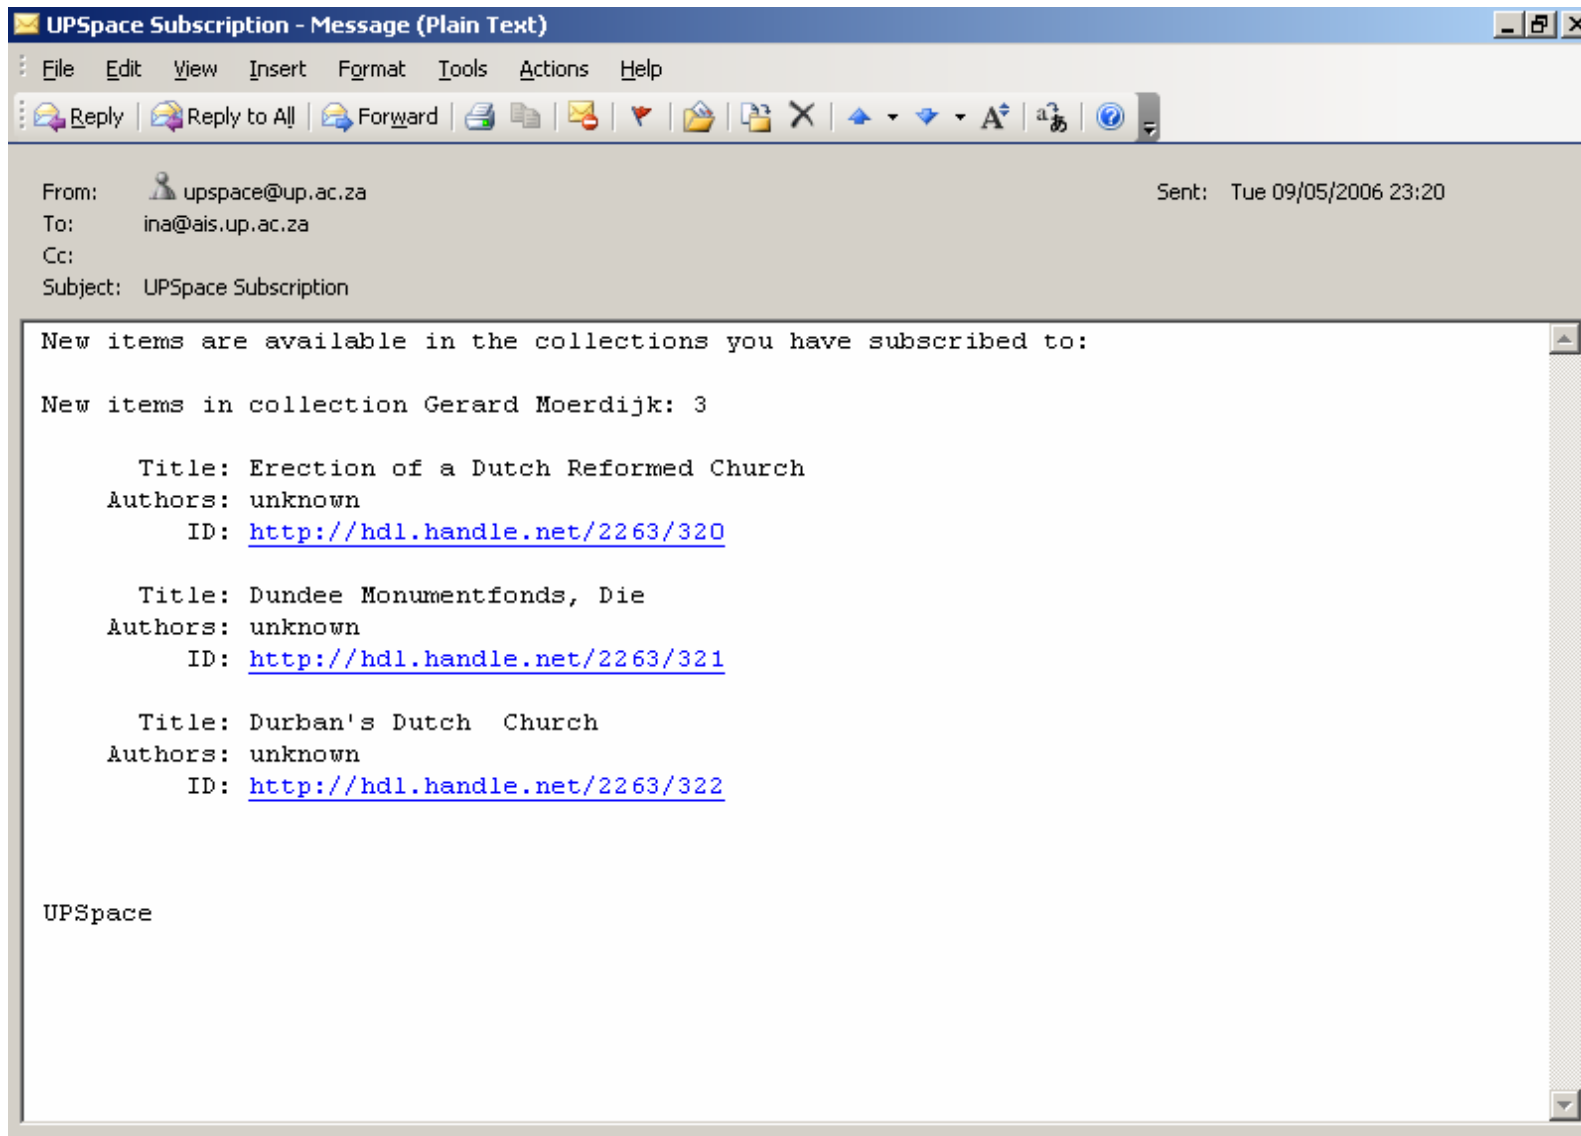 UPSpace Subscription - Message (Plain Text)
File Edit View Insert Format Tools Actions Help
Reply Reply to All Forward
From: upspace@up.ac.za Sent: Tue 09/05/2006 23:20
To: ina@ais.up.ac.za
Cc:
Subject: UPSpace Subscription
New items are available in the collections you have subscribed to:
New items in collection Gerard Moerdijk: 3
Title: Erection of a Dutch Reformed Church
Authors: unknown
ID: http://hdl.handle.net/2263/320
Title: Dundee Monumentfonds, Die
Authors: unknown
ID: http://hdl.handle.net/2263/321
Title: Durban's Dutch  Church
Authors: unknown
ID: http://hdl.handle.net/2263/322
UPSpace